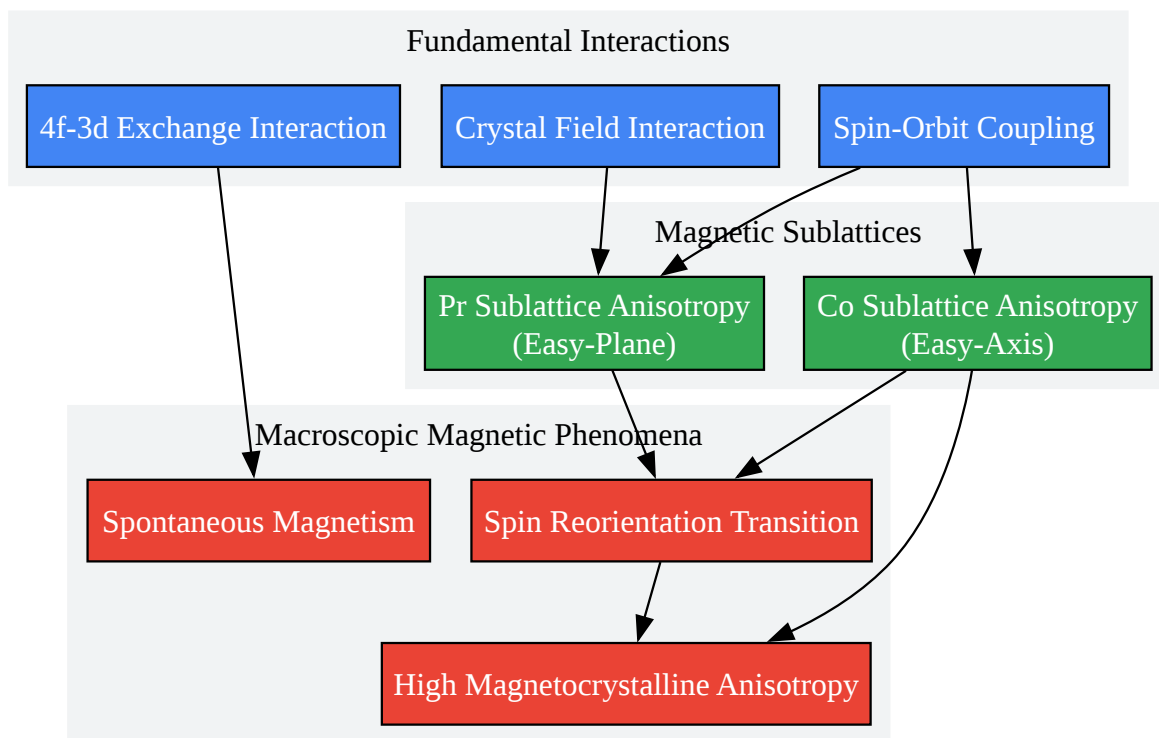 Fundamental Interactions
4f-3d Exchange Interaction
Crystal Field Interaction
Spin-Orbit Coupling
Magnetic Sublattices
Pr Sublattice Anisotropy
(Easy-Plane)
Co Sublattice Anisotropy
(Easy-Axis)
Macroscopic Magnetic Phenomena
Spontaneous Magnetism
Spin Reorientation Transition
High Magnetocrystalline Anisotropy